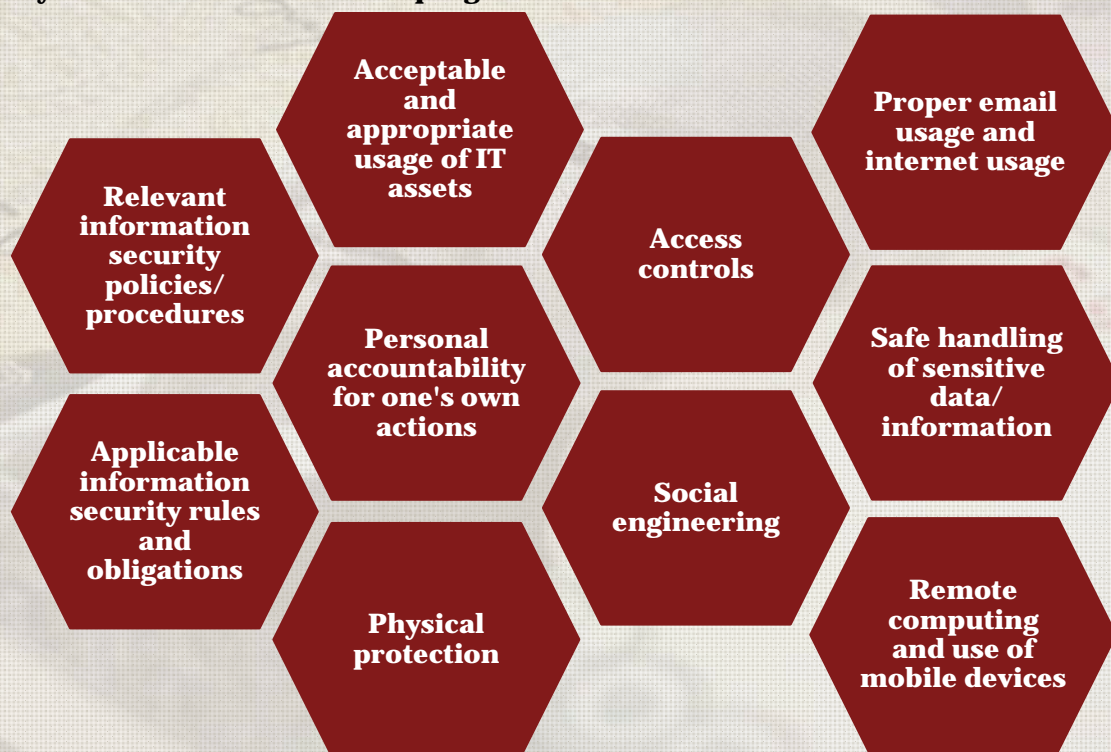 Relevant
information
security
policies/
procedures
Applicable
information
security rules
and
obligations
Acceptable
and
appropriate
usage of IT
assets
Personal
accountability
for one's own
actions
Physical
protection
Access
controls
Social
engineering
Proper email
usage and
internet usage
Safe handling
of sensitive
data/
information
Remote
computing
and use of
mobile devices